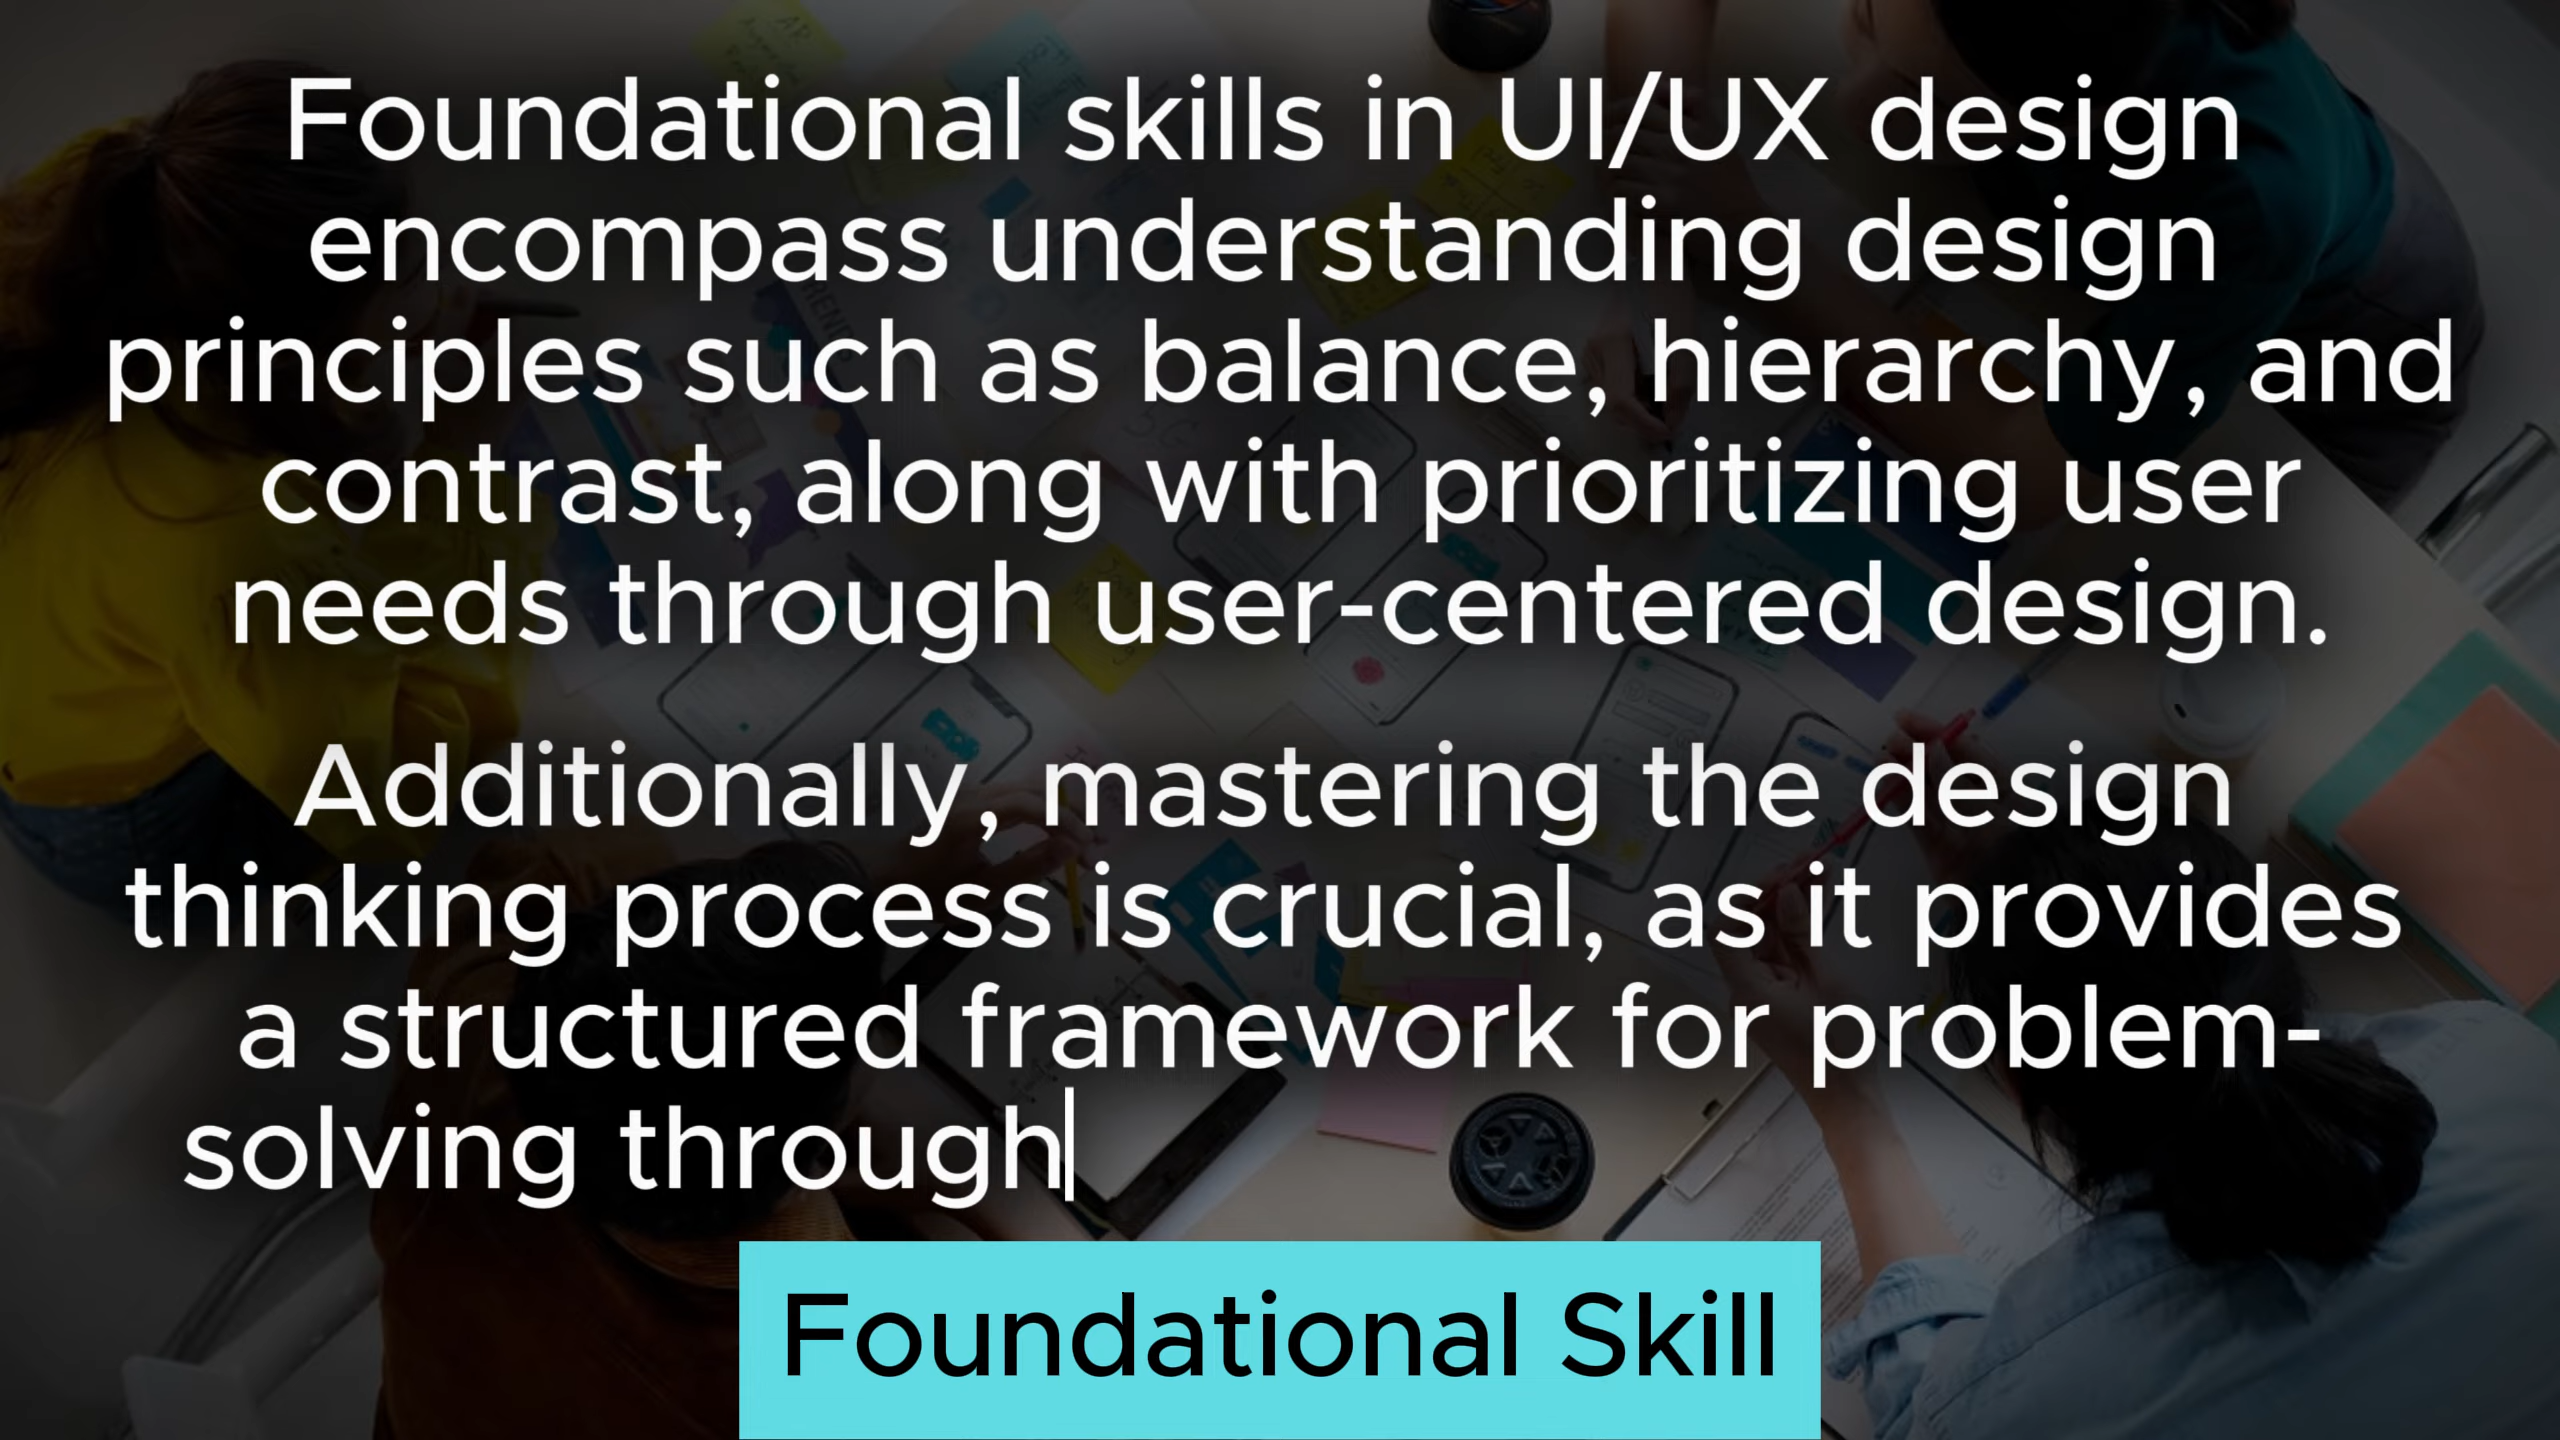 Foundational skills in UI/UX design
encompass understanding design
principles such as balance, hierarchy, and
contrast, along with prioritizing user
needs through user-centered design.
Additionally, mastering the design
thinking process is crucial, as it provides
a structured framework for problem-
solving through
Foundational Skill